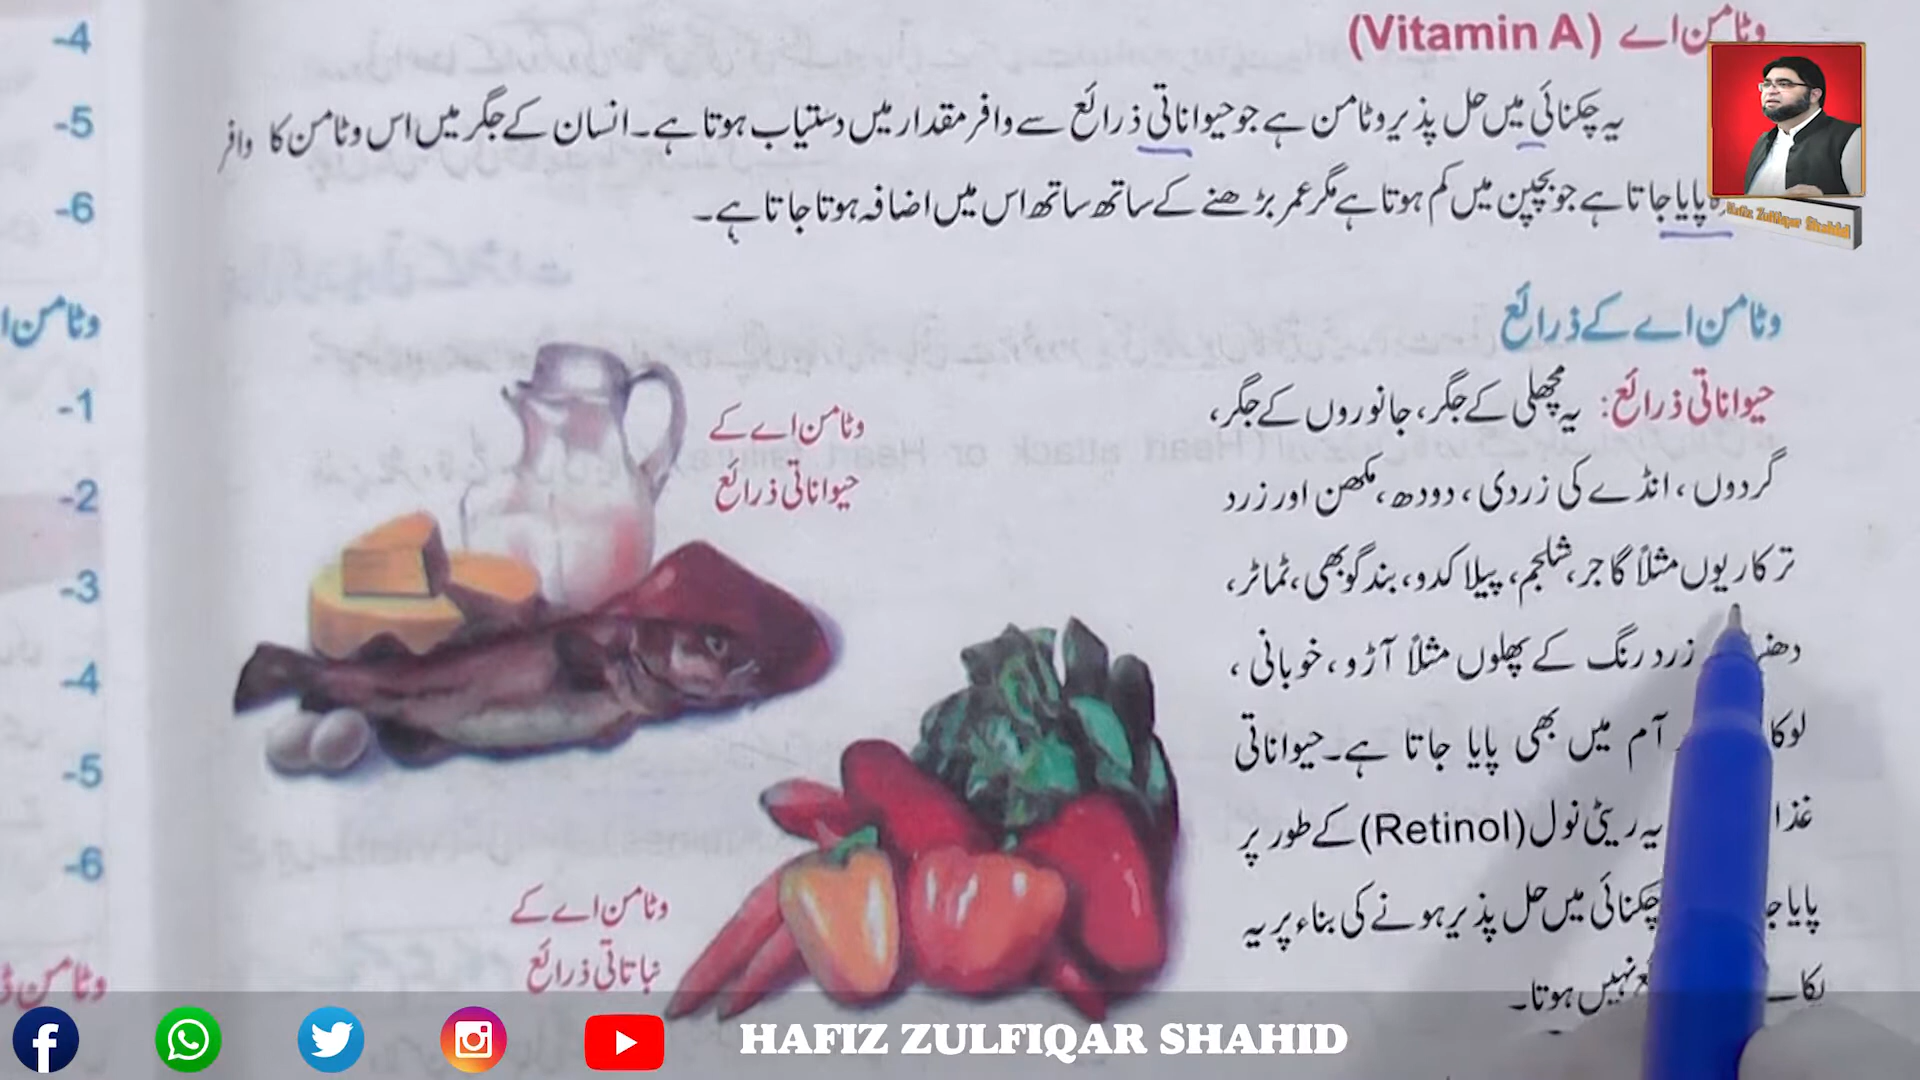 وٹامن اے (Vitamin A)
یہ چکنائی میں حل پذیر وٹامن ہے جو حیواناتی ذرائع سے وافر مقدار میں دستیاب ہوتا ہے۔ انسان کے جگر میں اس وٹامن کا وافر
پایا جاتا ہے جو بچپن میں کم ہوتا ہے مگر عمر بڑھنے کے ساتھ ساتھ اس میں اضافہ ہوتا جاتا ہے۔
Hafiz Zulfiqar Shahid
وٹامن اے کے ذرائع
حیواناتی ذرائع: یہ مچھلی کے جگر، جانوروں کے جگر،
گردوں، انڈے کی زردی، دودھ، مکھن اور زرد
ترکاریوں مثلاً گاجر، شلجم، پیلا کدو، بند گوبھی، ٹماٹر،
زرد رنگ کے پھلوں مثلاً آڑو، خوبانی،
آم میں بھی پایا جاتا ہے۔ حیواناتی
یہ ریٹی نول (Retinol) کے طور پر
پایا چکنائی میں حل پذیر ہونے کی بناء پر یہ
نہیں ہوتا۔
وٹامن اے کے
حیواناتی ذرائع
وٹامن اے کے
نباتاتی ذرائع
-4
-5
-6
وٹامن ا
-1
-2
-3
-4
-5
-6
وٹامن ڈ
HAFIZ ZULFIQAR SHAHID